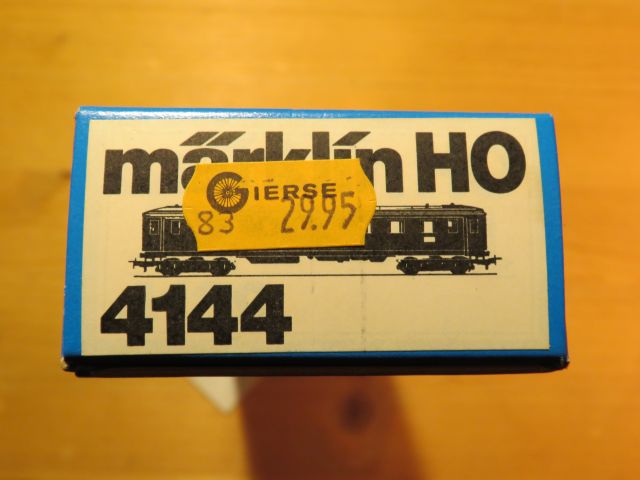 märklin HO
GIERSE
83 29.95
4144